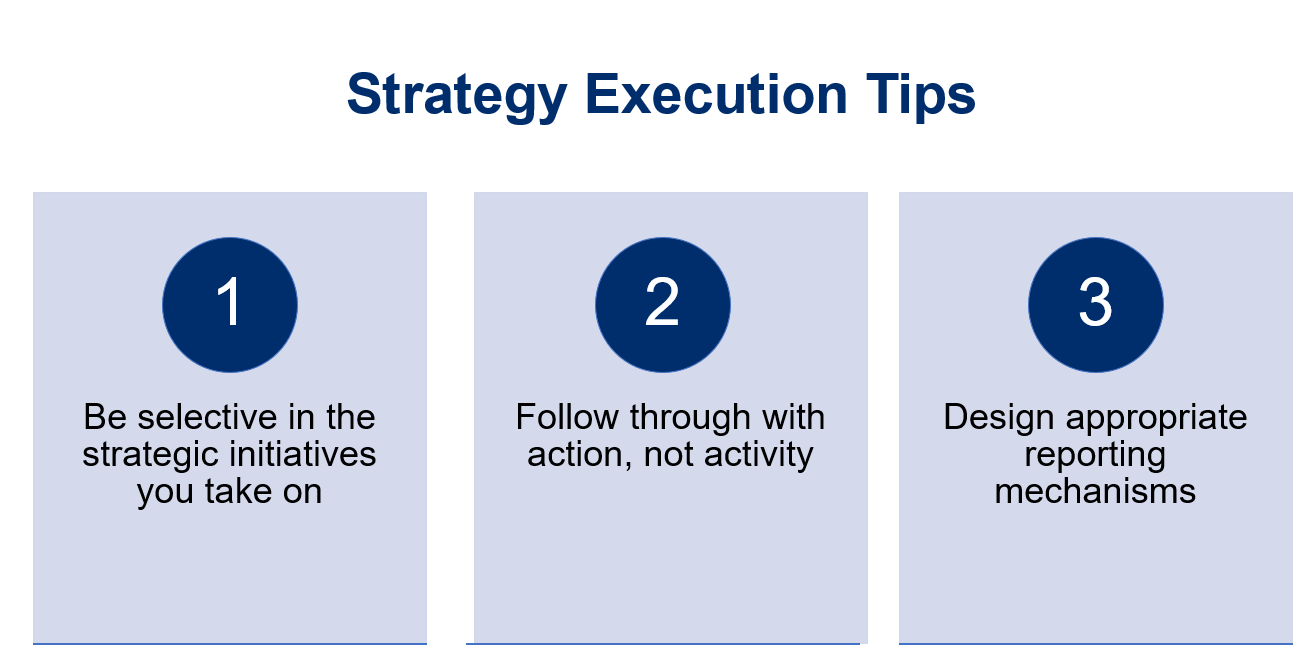 Strategy Execution Tips
1
Be selective in the
strategic initiatives
you take on
2
Follow through with
action, not activity
3
Design appropriate
reporting
mechanisms